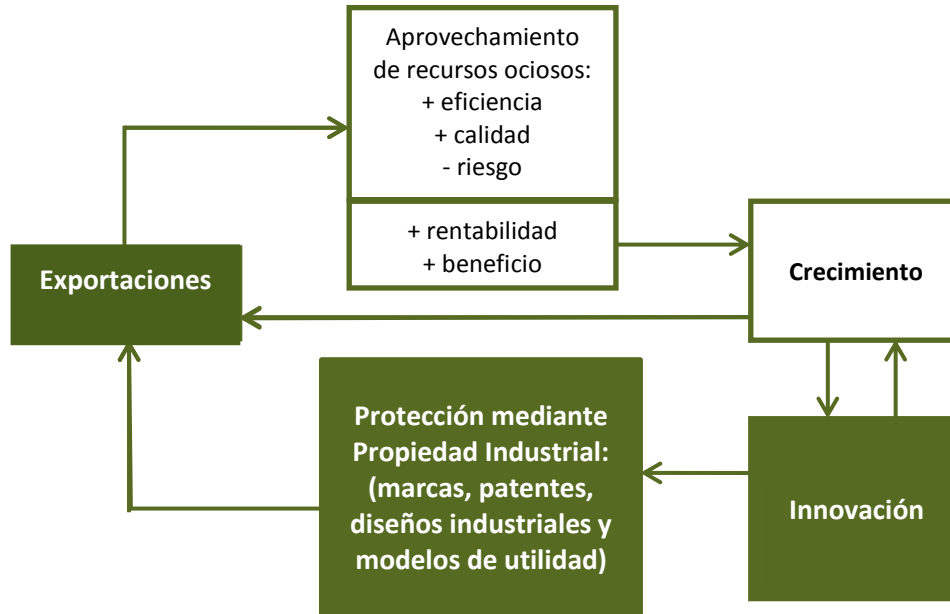 Aprovechamiento
de recursos ociosos:
+ eficiencia
+ calidad
- riesgo
+ rentabilidad
+ beneficio
Exportaciones
Crecimiento
Protección mediante
Propiedad Industrial:
(marcas, patentes,
diseños industriales y
modelos de utilidad)
Innovación